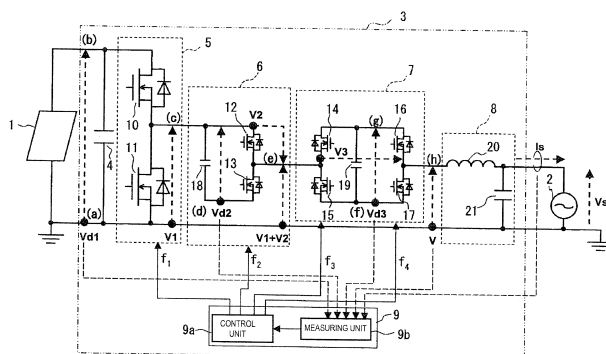 3
(b)
5
6
7
8
1
10
11
4
(c)
12
V2
13
18
(e)
(d)
Vd2
14
16
(g)
V3
19
15
17
(f)
Vd3
(h)
20
Is
21
2
Vs
(a)
Vd1
V1
V1+V2
V
f1
f2
f3
f4
CONTROL
UNIT
MEASURING UNIT
9
9a
9b